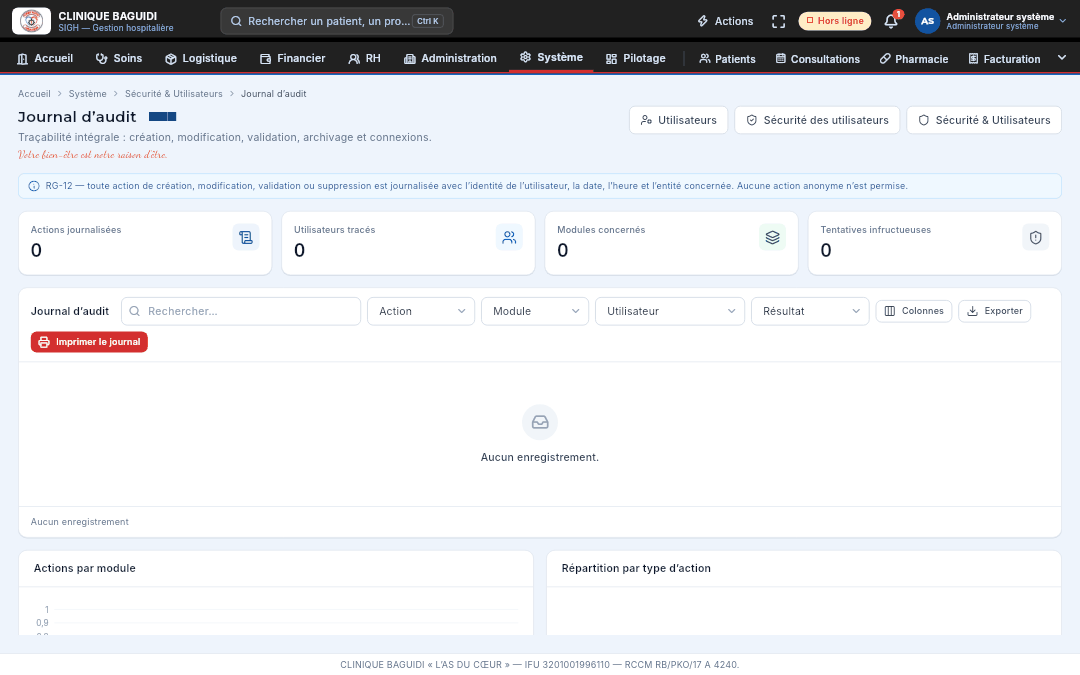 CLINIQUE BAGUIDI
SIGH — Gestion hospitalière
Rechercher un patient, un pro... Ctrl K
Actions
Hors ligne
1
AS
Administrateur système
Administrateur système
Accueil
Soins
Logistique
Financier
RH
Administration
Système
Pilotage
Patients
Consultations
Pharmacie
Facturation
Accueil > Système > Sécurité & Utilisateurs > Journal d'audit
Journal d'audit
Utilisateurs
Sécurité des utilisateurs
Sécurité & Utilisateurs
Traçabilité intégrale : création, modification, validation, archivage et connexions.
Votre bien-être est notre raison d'être.
RG-12 — toute action de création, modification, validation ou suppression est journalisée avec l'identité de l'utilisateur, la date, l'heure et l'entité concernée. Aucune action anonyme n'est permise.
Actions journalisées
0
Utilisateurs tracés
0
Modules concernés
0
Tentatives infructueuses
0
Journal d'audit
Rechercher...
Action
Module
Utilisateur
Résultat
Colonnes
Exporter
Imprimer le journal
Aucun enregistrement.
Aucun enregistrement
Actions par module
Répartition par type d'action
1
0,9
CLINIQUE BAGUIDI « L'AS DU CŒUR » — IFU 3201001996110 — RCCM RB/PKO/17 A 4240.